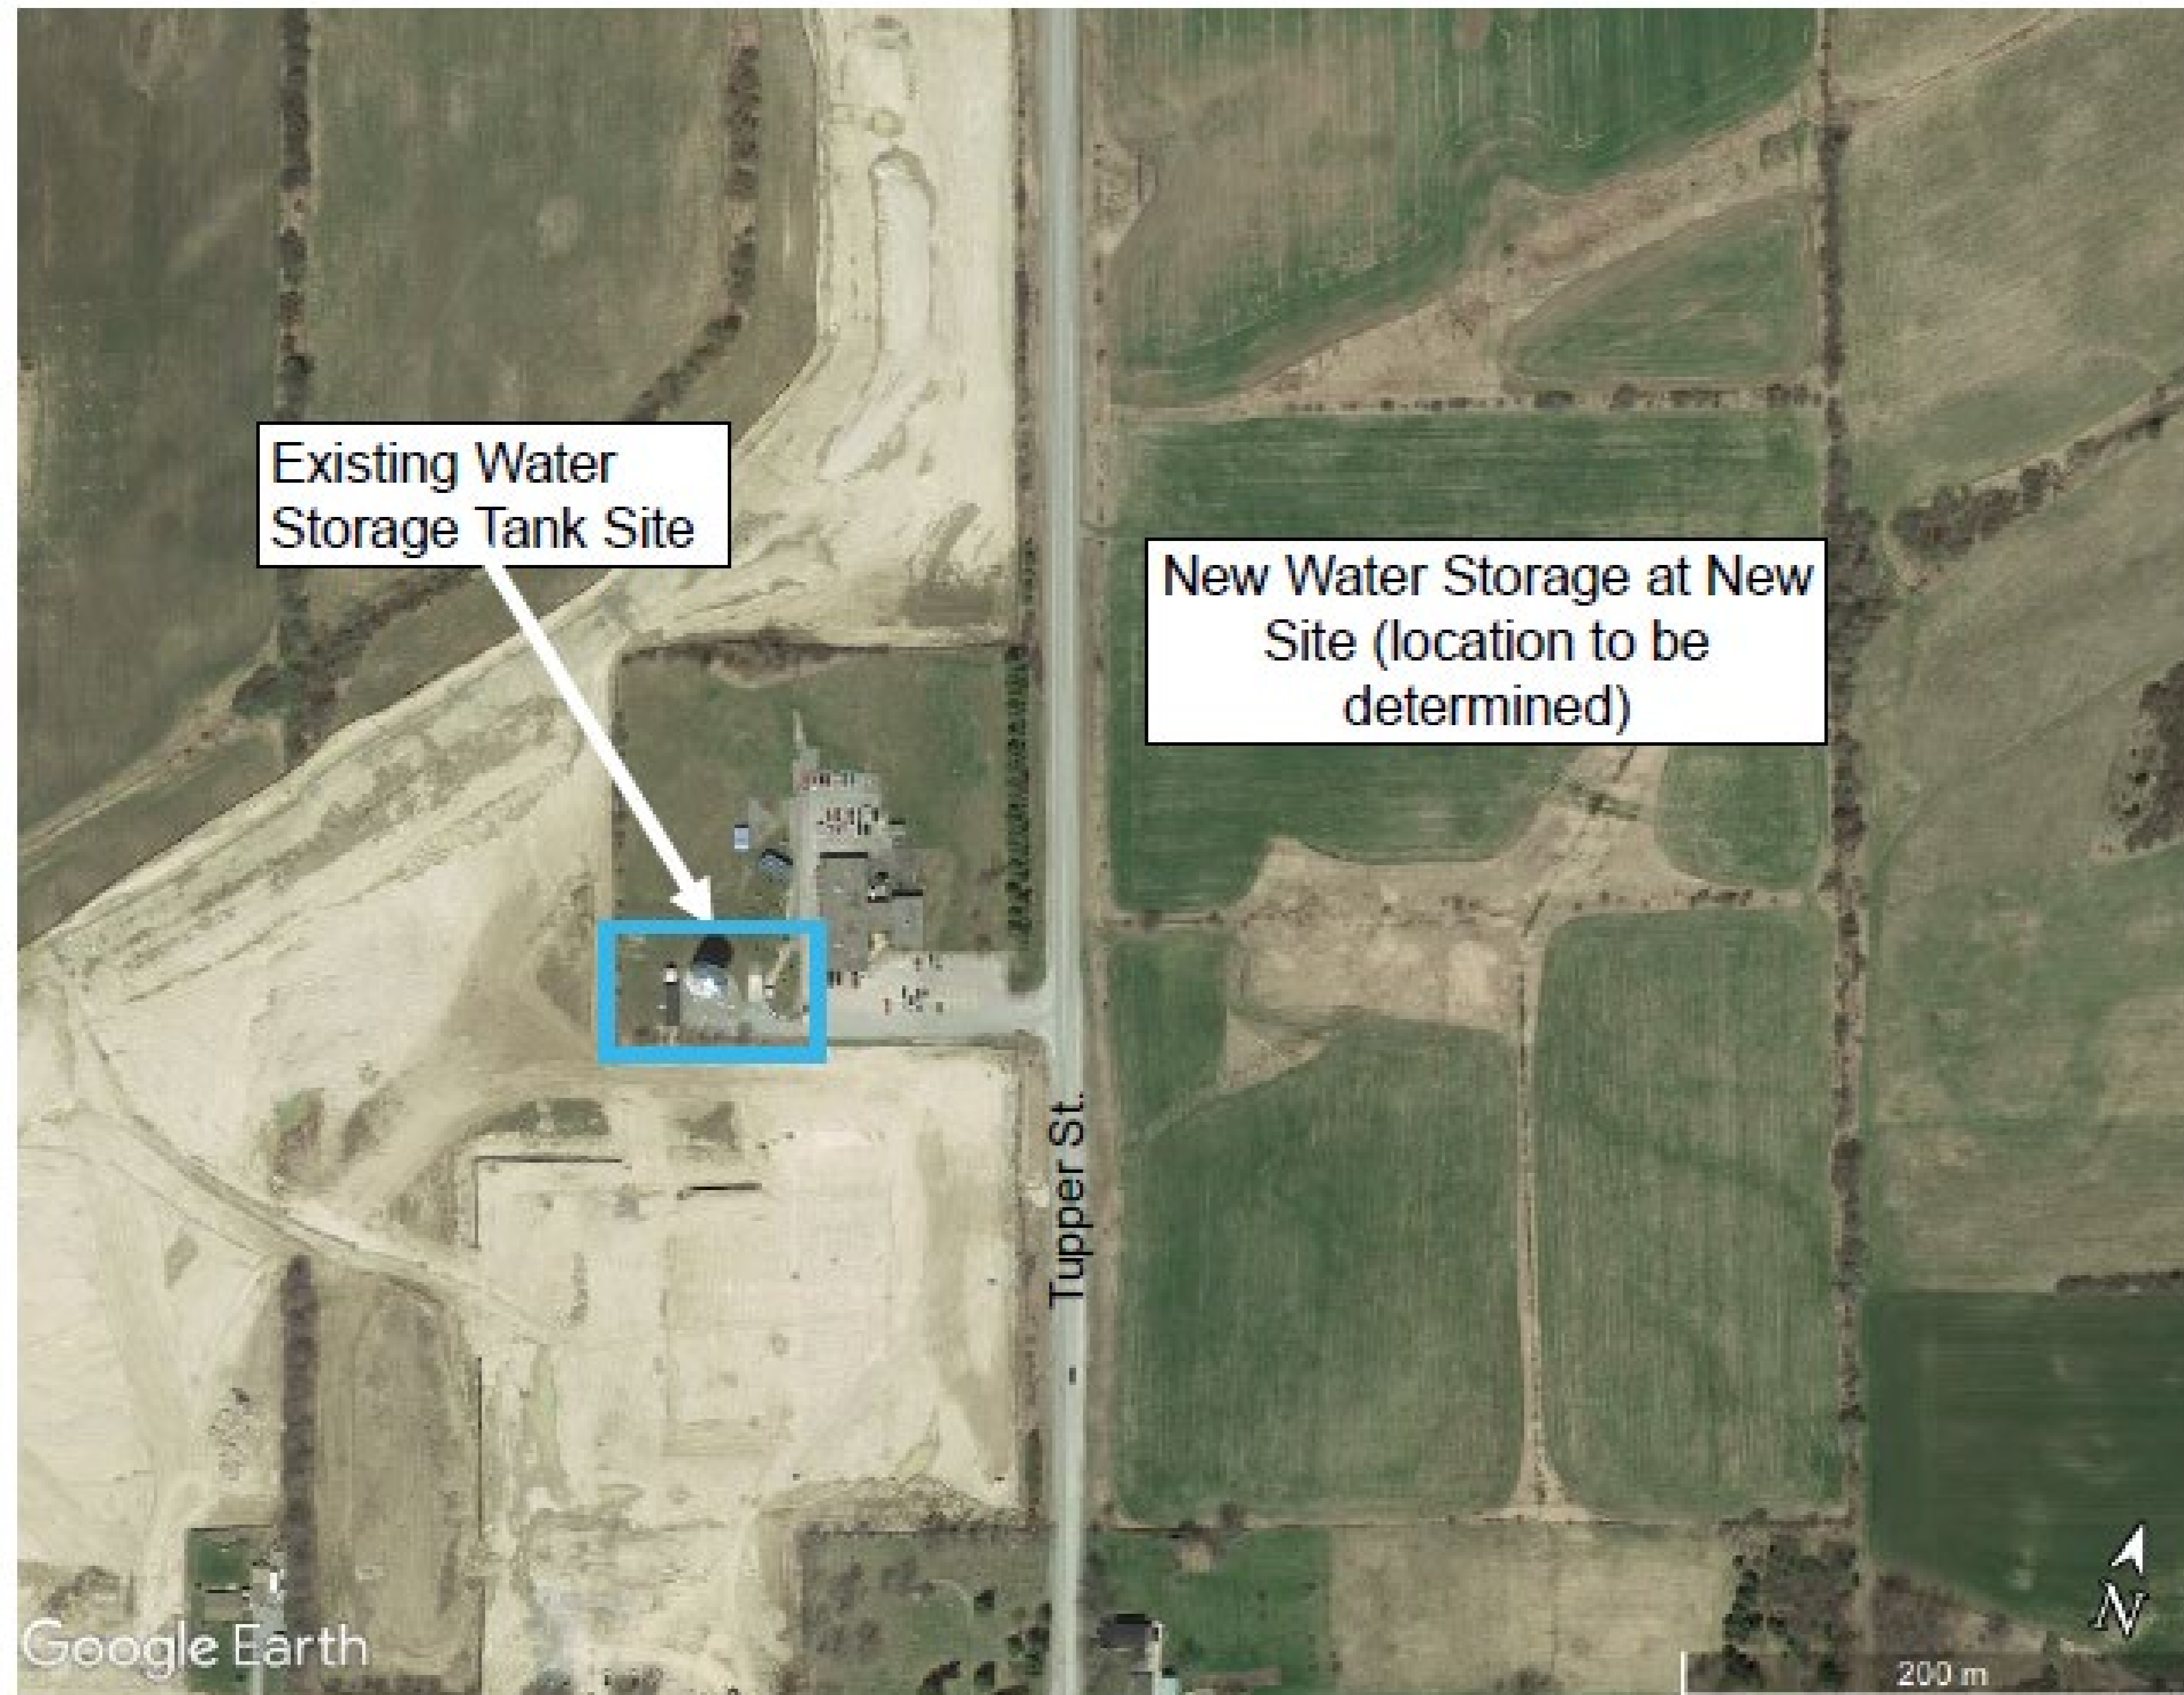 Existing Water
Storage Tank Site
New Water Storage at New
Site (location to be
determined)
Tupper St.
Google Earth
N
200 m